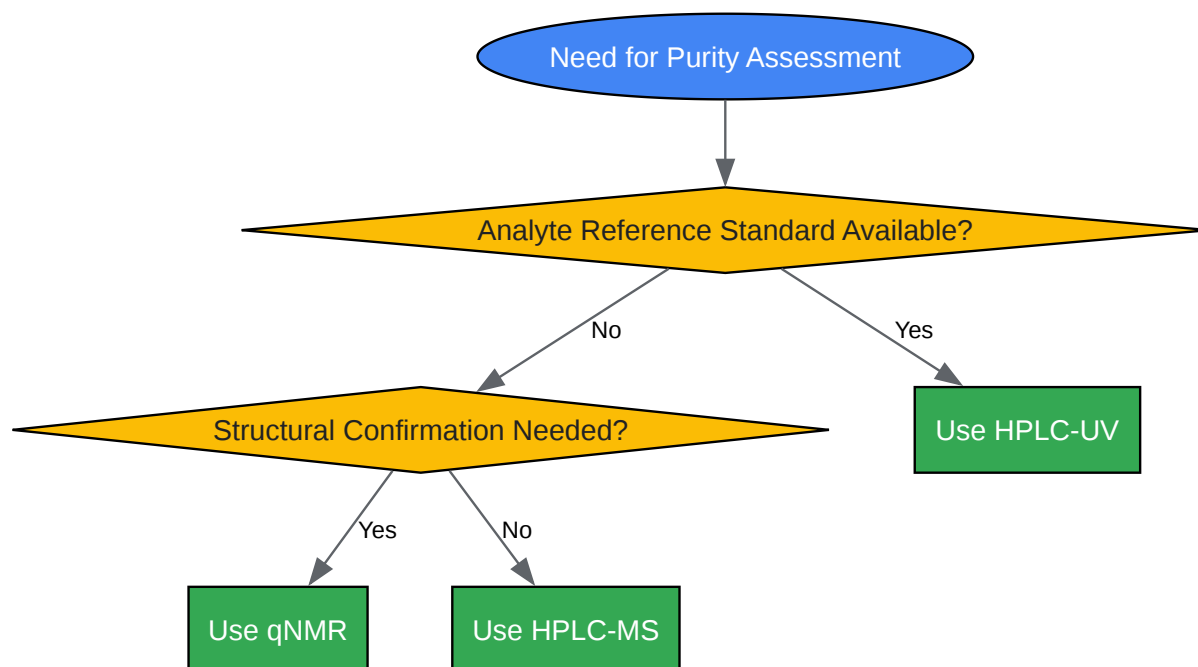 Need for Purity Assessment
Analyte Reference Standard Available?
No
Yes
Structural Confirmation Needed?
Use HPLC-UV
Yes
No
Use qNMR
Use HPLC-MS